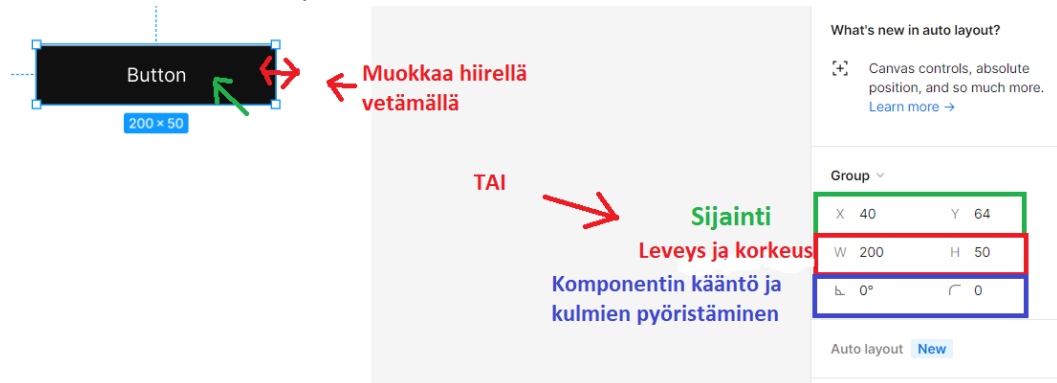 Button
200 × 50
Muokkaa hiirellä
vetämällä
TAI
Sijainti
Leveys ja korkeus
Komponentin kääntö ja
kulmien pyöristäminen
What's new in auto layout?
Canvas controls, absolute
position, and so much more.
Learn more →
Group
X 40 Y 64
W 200 H 50
0° 0
Auto layout New